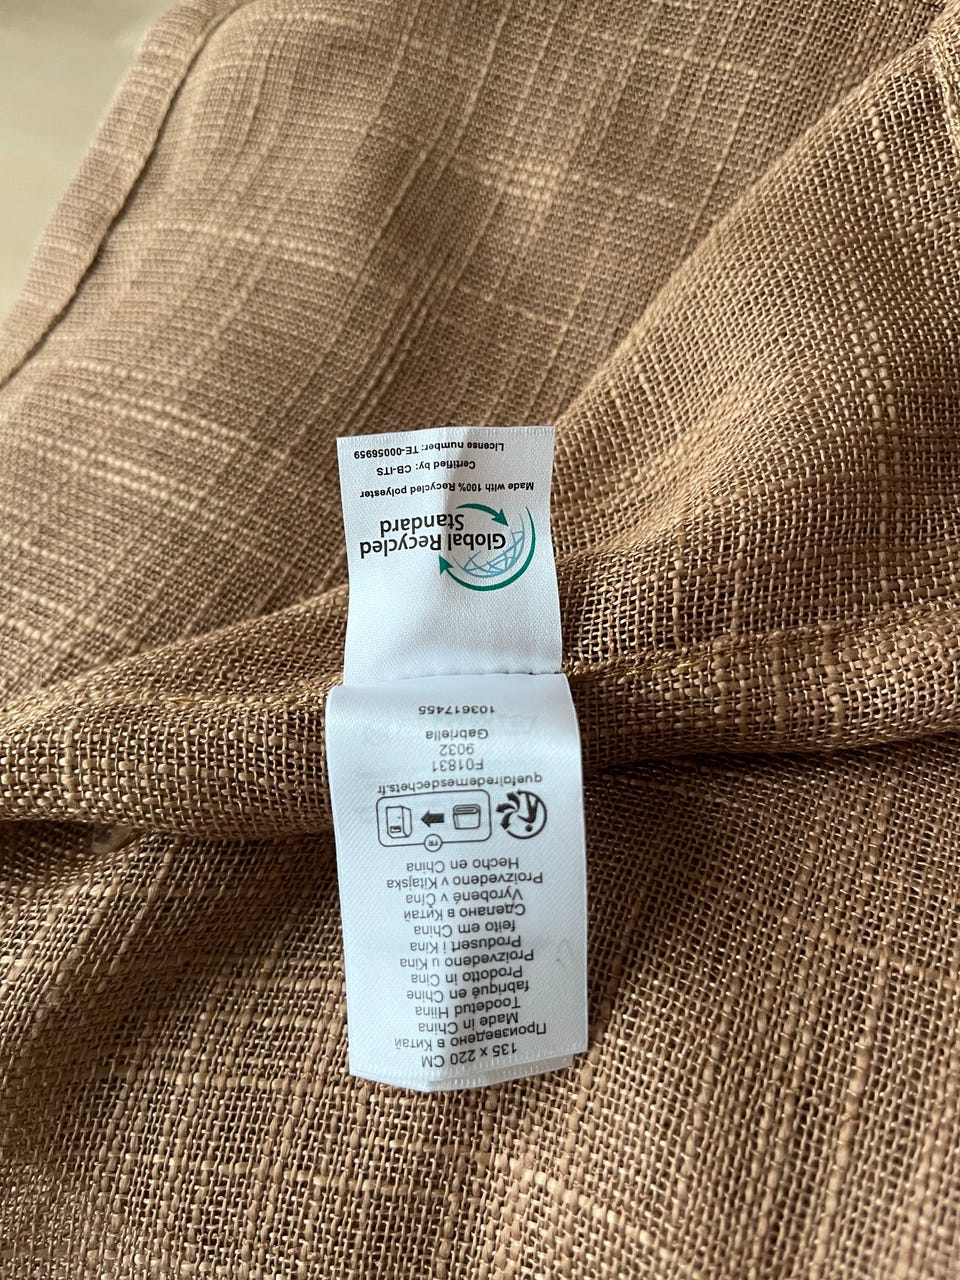 135 x 220 CM
Произведено в Китай
Made in China
Toodetud Hiina
fabriqué en Chine
Prodotto in Cina
Proizvedeno u Kina
Produsert i Kina
feito em China
Сделано в Китай
Vyrobené v Čína
Proizvedeno v Kitajska
Hecho en China
FR
quefairedemesdechets.fr
F01831
9032
Gabriella
103617455
Global Recycled
Standard
Made with 100% Recycled polyester
Certified by: CB-ITS
License number: TE-00056959